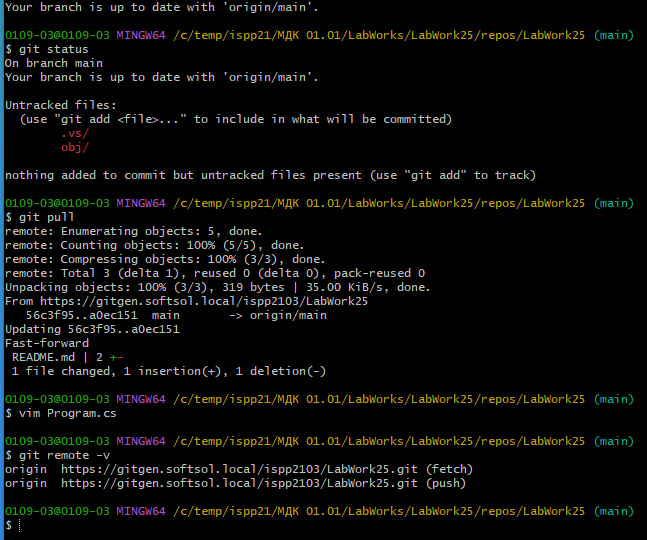 Your branch is up to date with 'origin/main'.
0109-03@0109-03 MINGW64 /c/temp/ispp21/МДК 01.01/LabWorks/LabWork25/repos/LabWork25 (main)
$ git status
On branch main
Your branch is up to date with 'origin/main'.
Untracked files:
(use "git add <file>..." to include in what will be committed)
.vs/
obj/
nothing added to commit but untracked files present (use "git add" to track)
0109-03@0109-03 MINGW64 /c/temp/ispp21/МДК 01.01/LabWorks/LabWork25/repos/LabWork25 (main)
$ git pull
remote: Enumerating objects: 5, done.
remote: Counting objects: 100% (5/5), done.
remote: Compressing objects: 100% (3/3), done.
remote: Total 3 (delta 1), reused 0 (delta 0), pack-reused 0
Unpacking objects: 100% (3/3), 319 bytes | 35.00 KiB/s, done.
From https://gitgen.softsol.local/ispp2103/LabWork25
56c3f95..a0ec151  main       -> origin/main
Updating 56c3f95..a0ec151
Fast-forward
README.md | 2 +-
1 file changed, 1 insertion(+), 1 deletion(-)
0109-03@0109-03 MINGW64 /c/temp/ispp21/МДК 01.01/LabWorks/LabWork25/repos/LabWork25 (main)
$ vim Program.cs
0109-03@0109-03 MINGW64 /c/temp/ispp21/МДК 01.01/LabWorks/LabWork25/repos/LabWork25 (main)
$ git remote -v
origin  https://gitgen.softsol.local/ispp2103/LabWork25.git (fetch)
origin  https://gitgen.softsol.local/ispp2103/LabWork25.git (push)
0109-03@0109-03 MINGW64 /c/temp/ispp21/МДК 01.01/LabWorks/LabWork25/repos/LabWork25 (main)
$